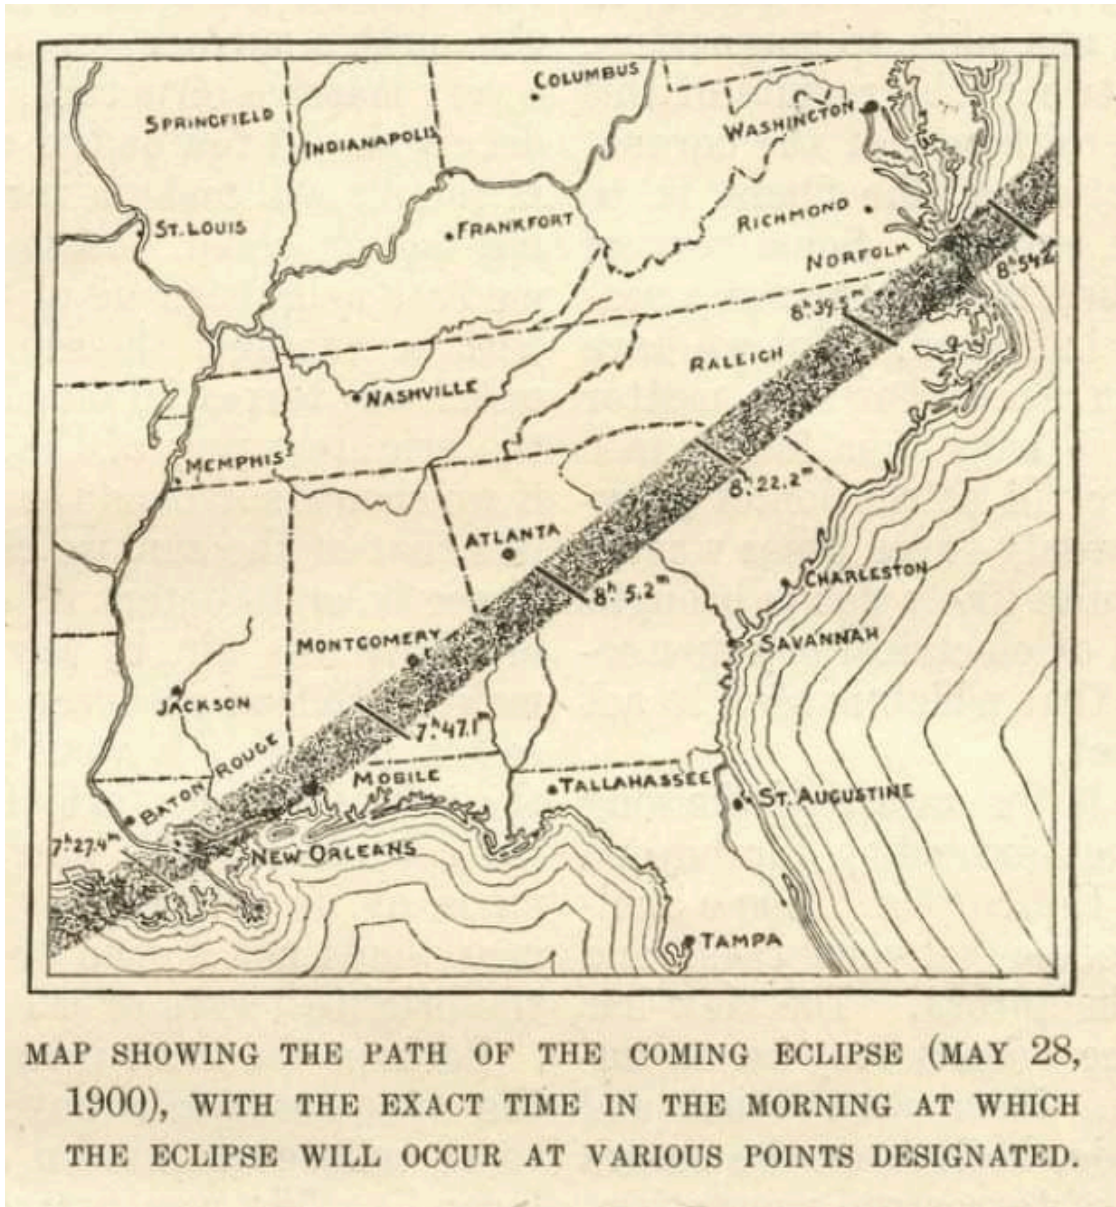 COLUMBUS
SPRINGFIELD
INDIANAPOLIS
WASHINGTON
ST. LOUIS
FRANKFORT
RICHMOND
NORFOLK
8ʰ 54.2ᵐ
8ʰ 39.5ᵐ
RALEIGH
NASHVILLE
MEMPHIS
8ʰ 22.2ᵐ
ATLANTA
8ʰ 5.2ᵐ
CHARLESTON
MONTGOMERY
SAVANNAH
JACKSON
7ʰ 47.1ᵐ
BATON ROUGE
MOBILE
TALLAHASSEE
ST. AUGUSTINE
7ʰ 27.4ᵐ
NEW ORLEANS
TAMPA
MAP SHOWING THE PATH OF THE COMING ECLIPSE (MAY 28,
1900), WITH THE EXACT TIME IN THE MORNING AT WHICH
THE ECLIPSE WILL OCCUR AT VARIOUS POINTS DESIGNATED.